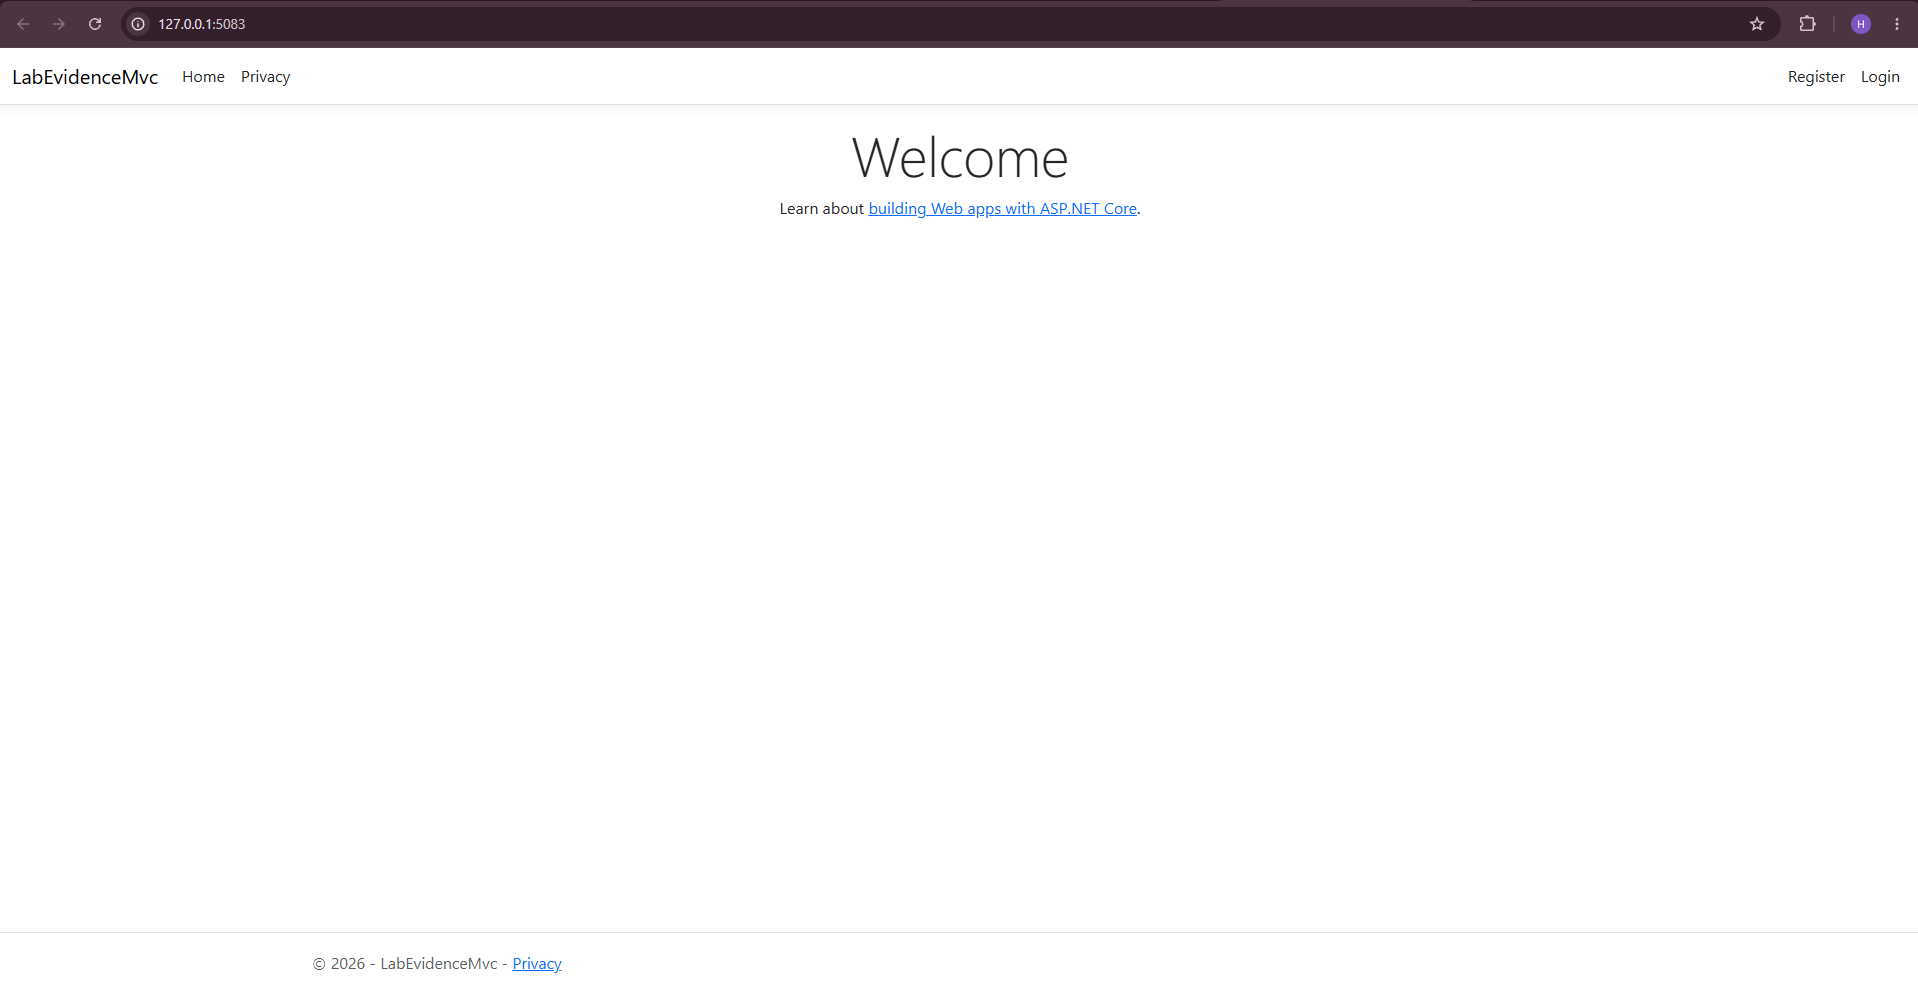 127.0.0.1:5083
H
LabEvidenceMvc Home Privacy Register Login
Welcome
Learn about building Web apps with ASP.NET Core.
© 2026 - LabEvidenceMvc - Privacy